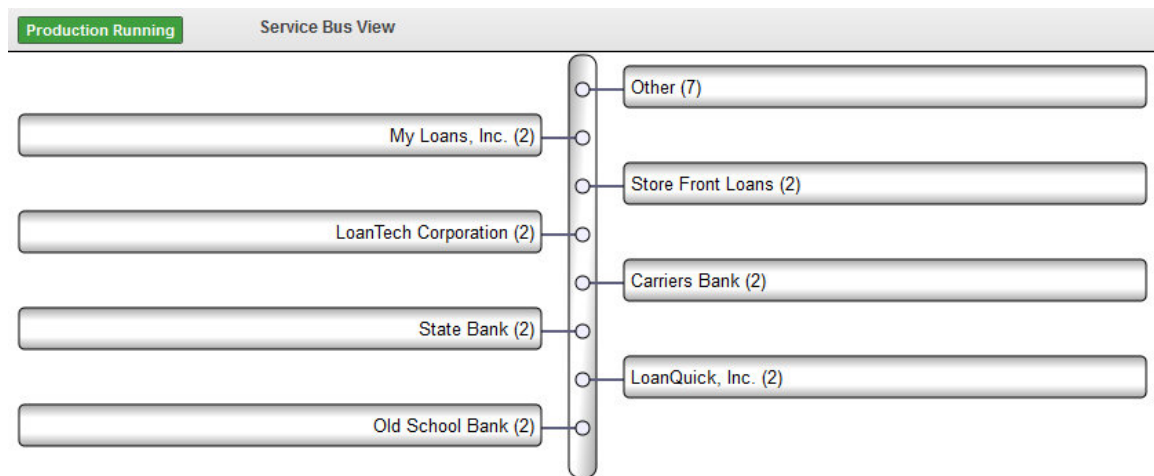 Production Running
Service Bus View
Other (7)
My Loans, Inc. (2)
Store Front Loans (2)
LoanTech Corporation (2)
Carriers Bank (2)
State Bank (2)
LoanQuick, Inc. (2)
Old School Bank (2)